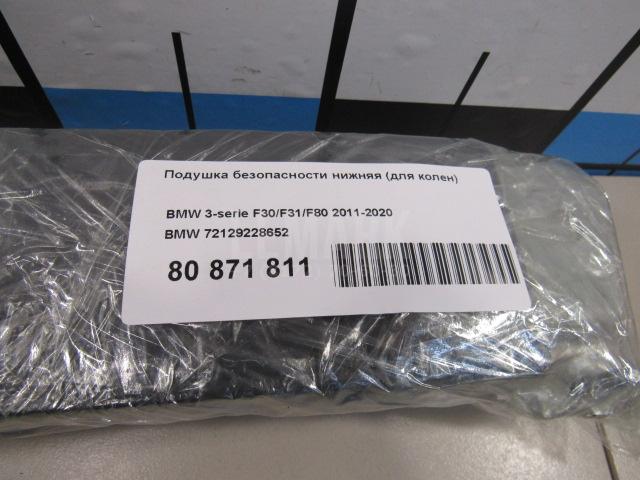 Подушка безопасности нижняя (для колен)
BMW 3-serie F30/F31/F80 2011-2020
BMW 72129228652
80 871 811